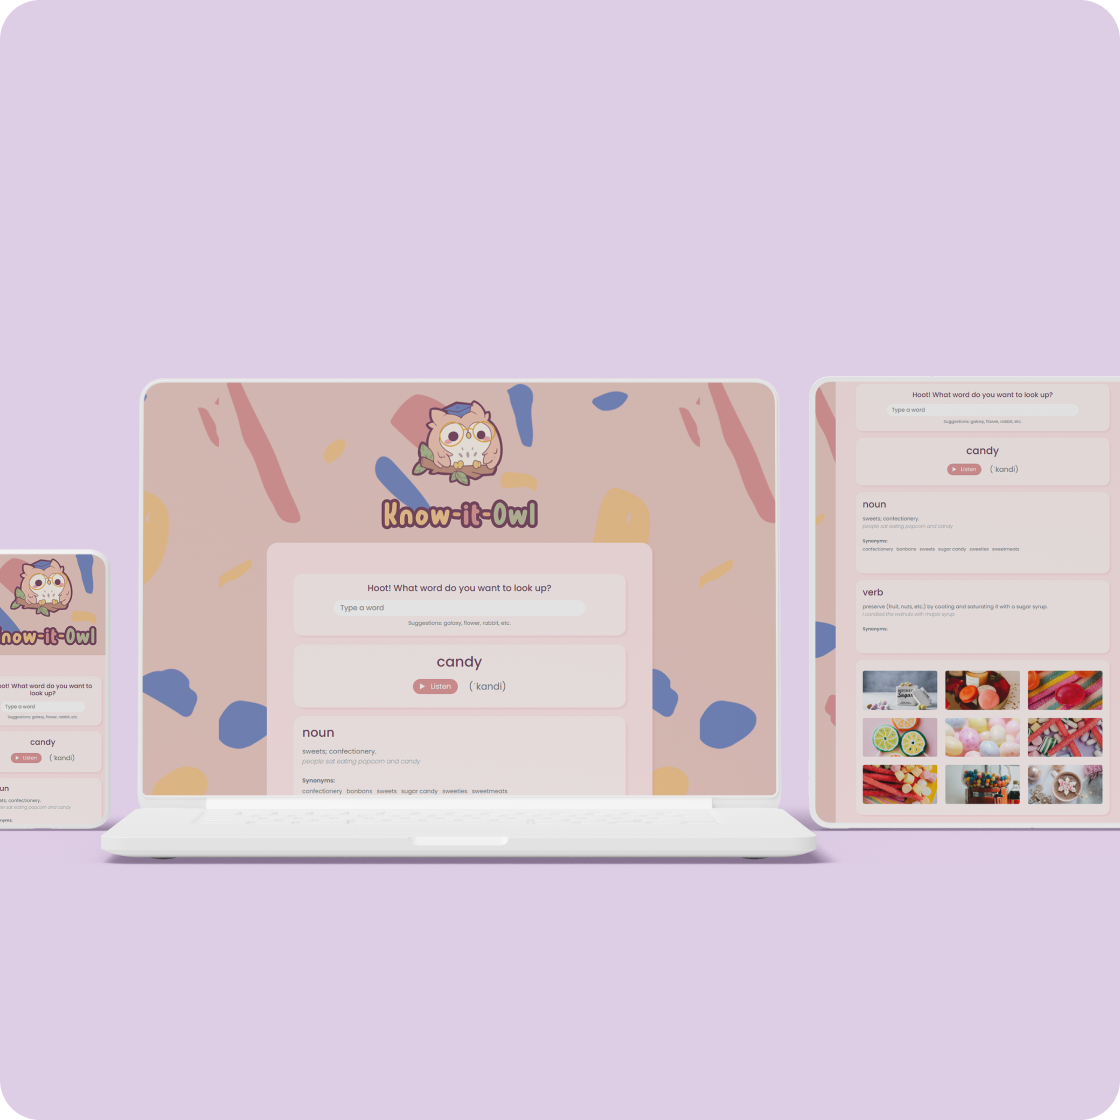 Know-it-Owl
Hoot! What word do you want to look up?
Type a word
Suggestions: galaxy, flower, rabbit, etc.
candy
Listen
(ˈkandi)
noun
sweets; confectionery.
people sat eating popcorn and candy
Synonyms:
confectionery bonbons sweets sugar candy sweeties sweetmeats
now-it-Owl
oot! What word do you want to
look up?
Type a word
Suggestions: galaxy, flower, rabbit, etc.
candy
Listen
(ˈkandi)
un
ets; confectionery.
le sat eating popcorn and candy
nyms:
Hoot! What word do you want to look up?
Type a word
Suggestions: galaxy, flower, rabbit, etc.
candy
Listen
(ˈkandi)
noun
sweets; confectionery.
people sat eating popcorn and candy
Synonyms:
confectionery bonbons sweets sugar candy sweeties sweetmeats
verb
preserve (fruit, nuts, etc.) by coating and saturating it with a sugar syrup.
I candied the walnuts with maple syrup
Synonyms:
Sugar